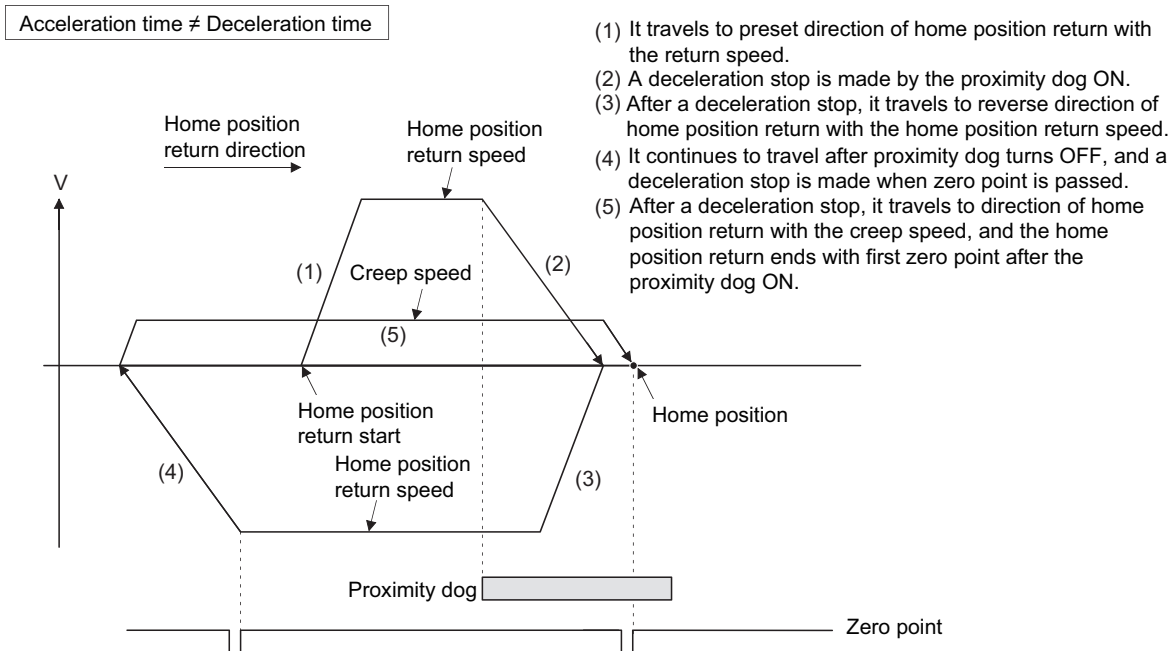 Acceleration time ≠ Deceleration time
(1) It travels to preset direction of home position return with
the return speed.
(2) A deceleration stop is made by the proximity dog ON.
(3) After a deceleration stop, it travels to reverse direction of
home position return with the home position return speed.
(4) It continues to travel after proximity dog turns OFF, and a
deceleration stop is made when zero point is passed.
(5) After a deceleration stop, it travels to direction of home
position return with the creep speed, and the home
position return ends with first zero point after the
proximity dog ON.
Home position
return direction
Home position
return speed
V
(1)
Creep speed
(2)
(5)
Home position
return start
Home position
Home position
return speed
(4)
(3)
Proximity dog
Zero point